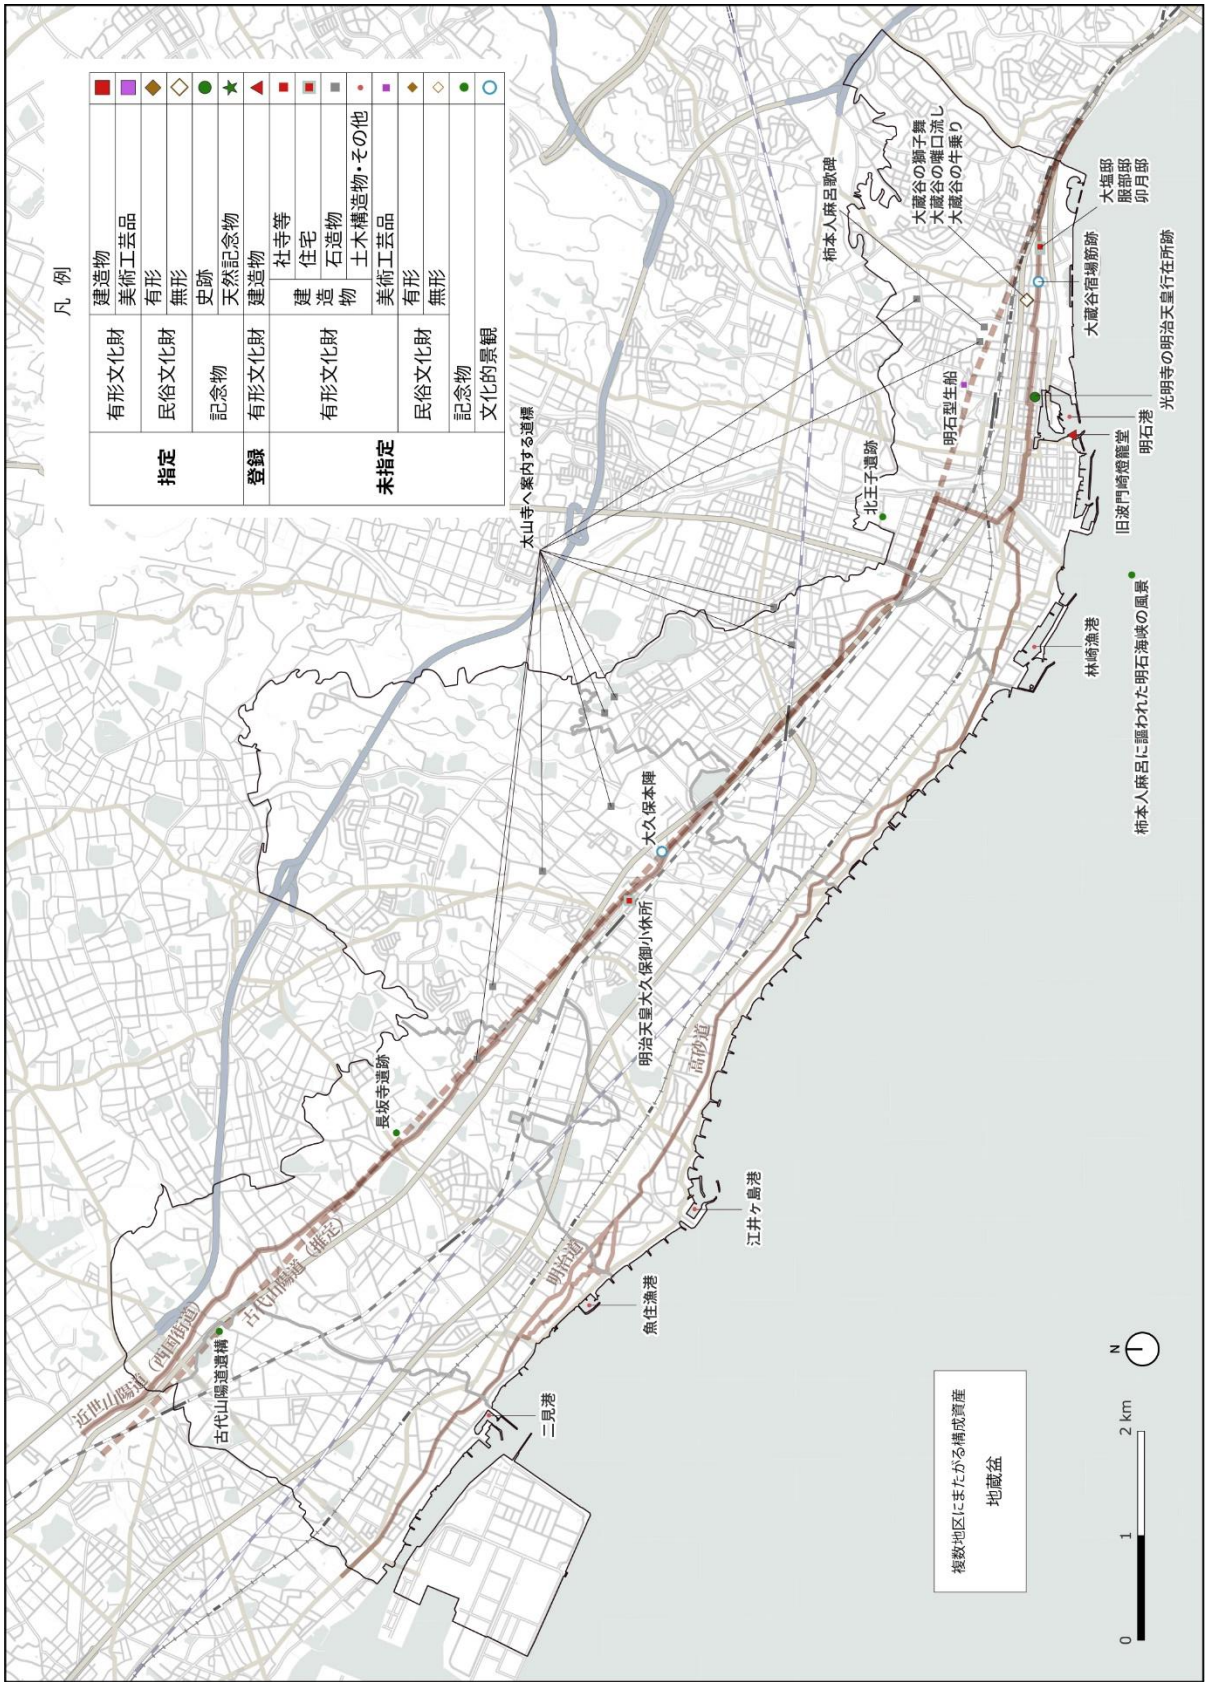 凡 例
指定
有形文化財
建造物
美術工芸品
民俗文化財
有形
無形
記念物
史跡
天然記念物
登録
有形文化財
建造物
未指定
有形文化財
建造物
社寺等
住宅
石造物
土木構造物・その他
美術工芸品
民俗文化財
有形
無形
記念物
文化的景観
太山寺へ案内する道標
柿本人麻呂歌碑
大蔵谷の獅子舞
大蔵谷の囃口流し
大蔵谷の牛乗り
大塩邸
服部邸
卯月邸
大蔵谷宿場筋跡
光明寺の明治天皇行在所跡
明石型生船
明石港
旧波門崎燈籠堂
北王子遺跡
林崎漁港
柿本人麻呂に謳われた明石海峡の風景
大久保本陣
明治天皇大久保御小休所
高砂道
長坂寺遺跡
江井ヶ島港
明治道
魚住漁港
近世山陽道（西国街道）
古代山陽道（推定）
古代山陽道遺構
二見港
複数地区にまたがる構成資産
地蔵盆
N
0 1 2 km